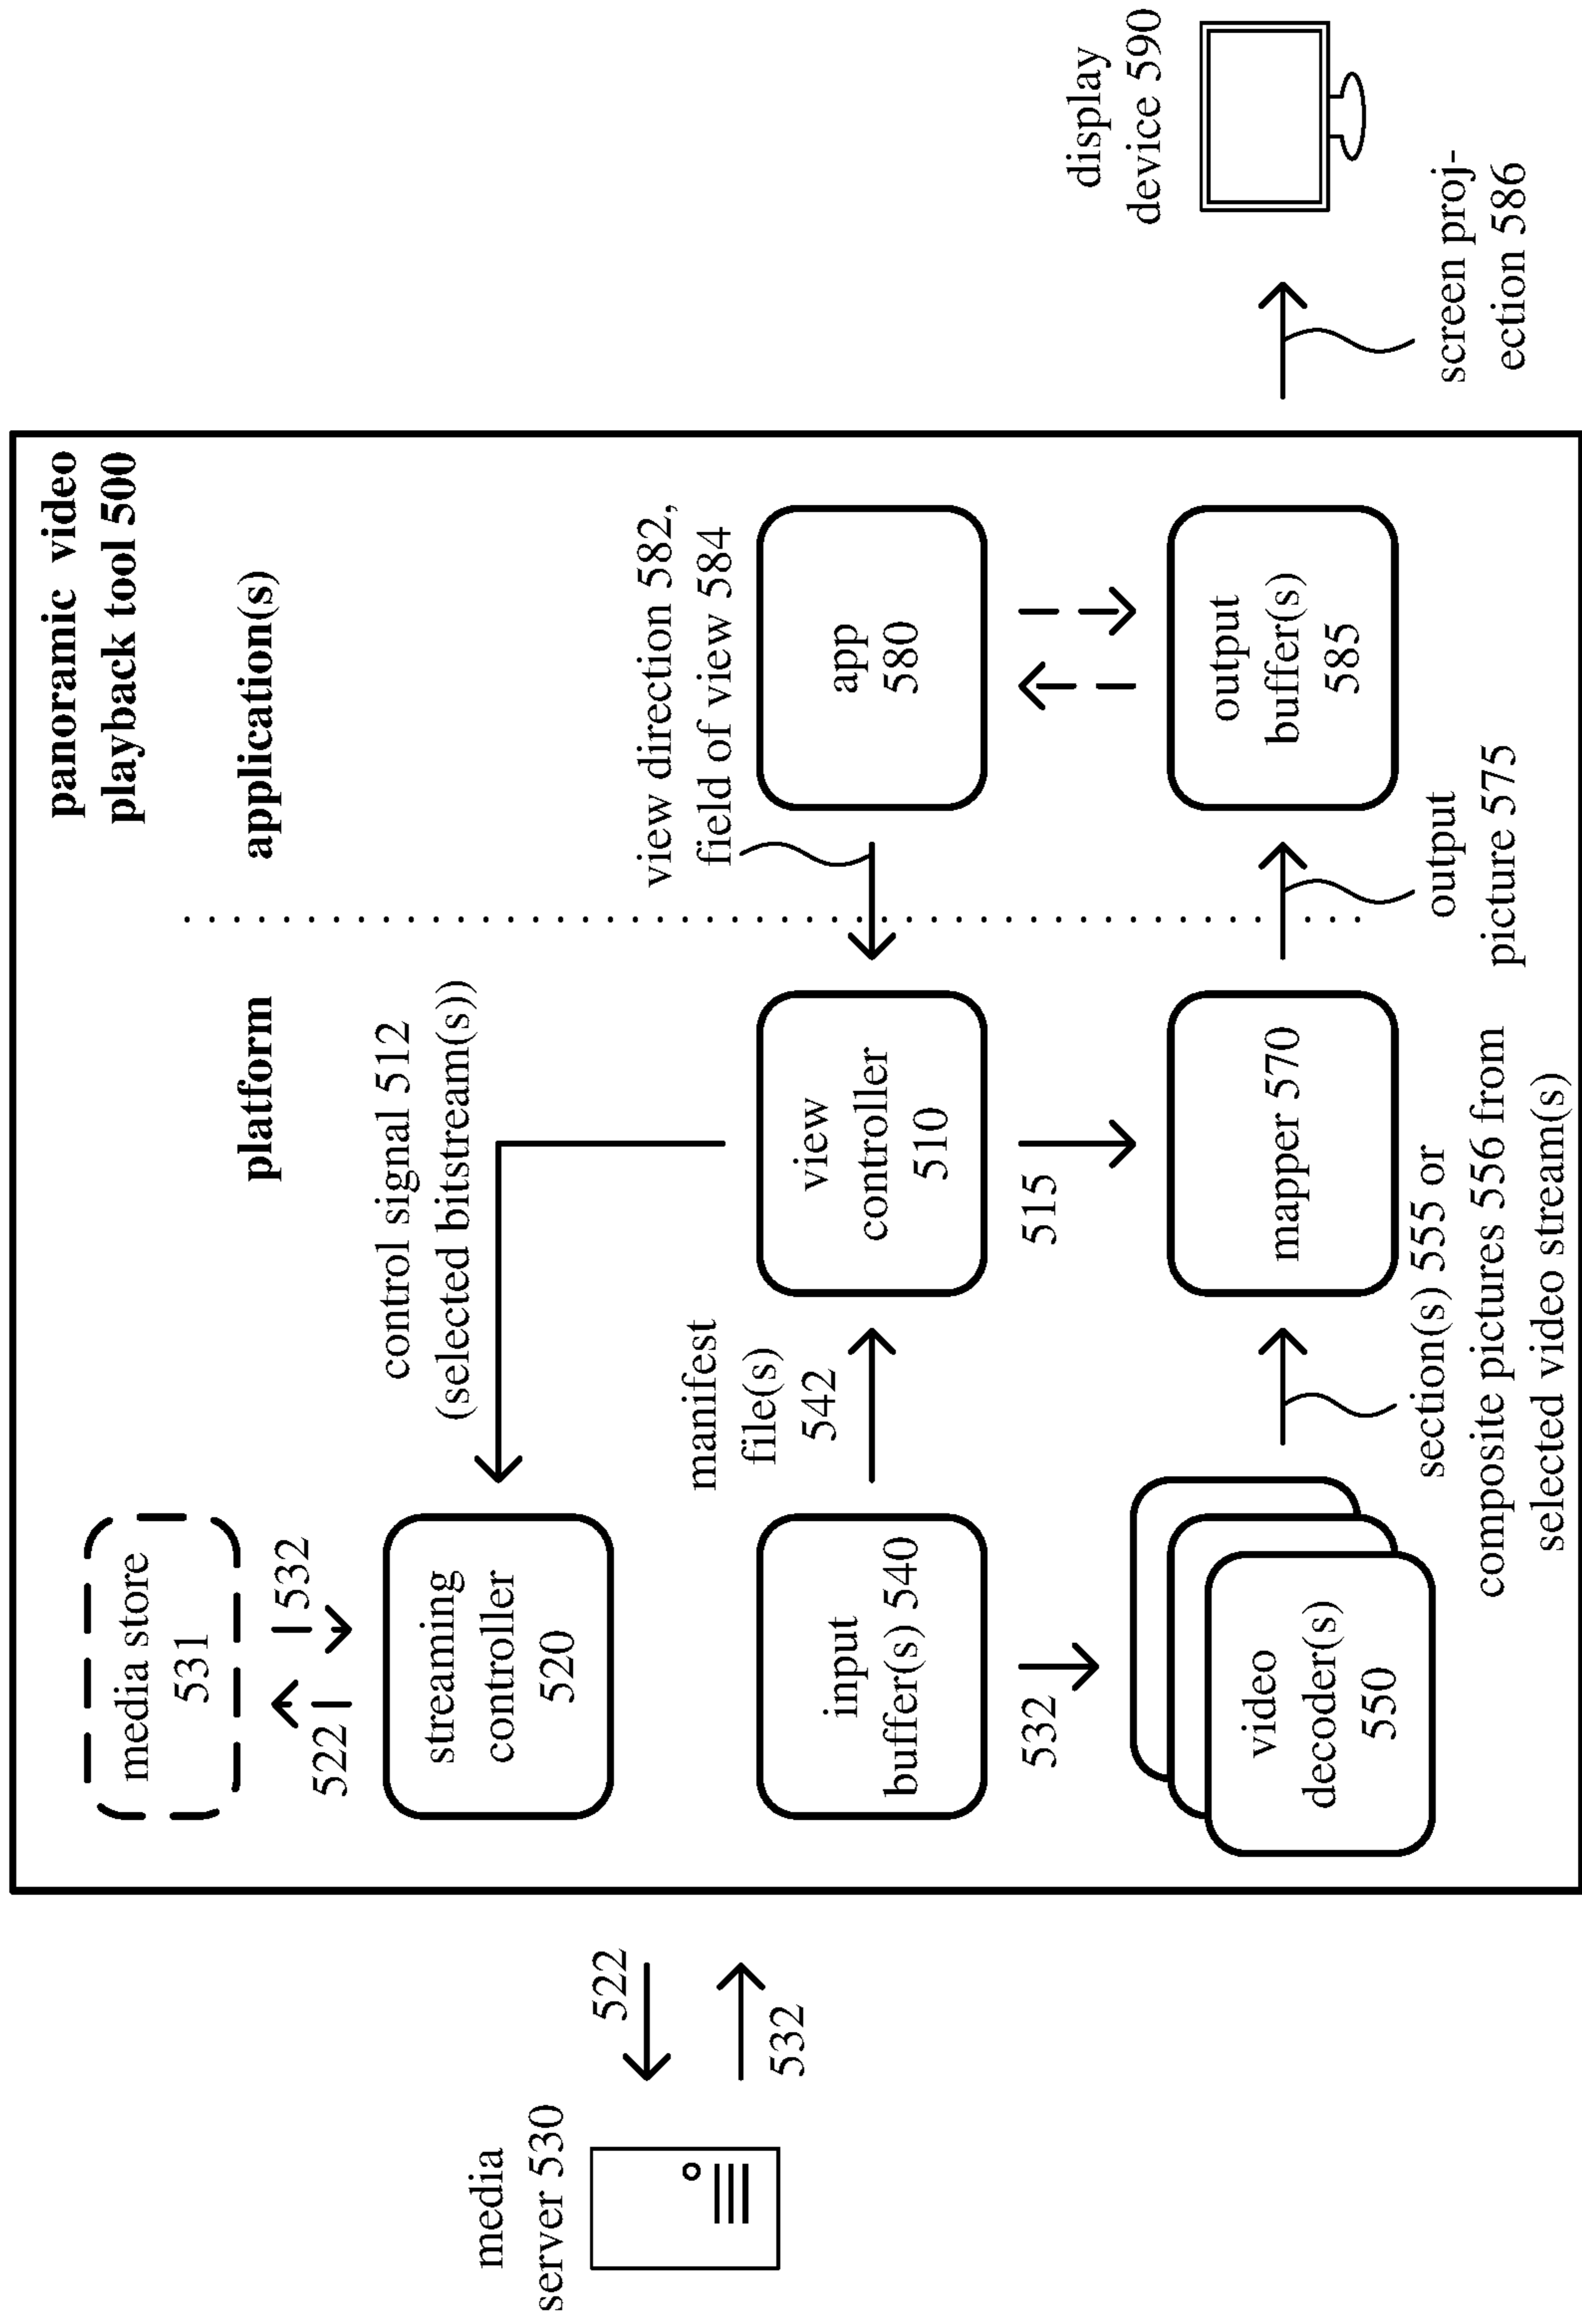 panoramic video
playback tool 500
platform
application(s)
media store
531
522
532
control signal 512
(selected bitstream(s))
streaming
controller
520
media
server 530
522
532
manifest
file(s)
542
view direction 582,
field of view 584
input
buffer(s) 540
view
controller
510
app
580
display
device 590
532
515
video
decoder(s)
550
mapper 570
output
buffer(s)
585
section(s) 555 or
composite pictures 556 from
selected video stream(s)
output
picture 575
screen proj-
ection 586